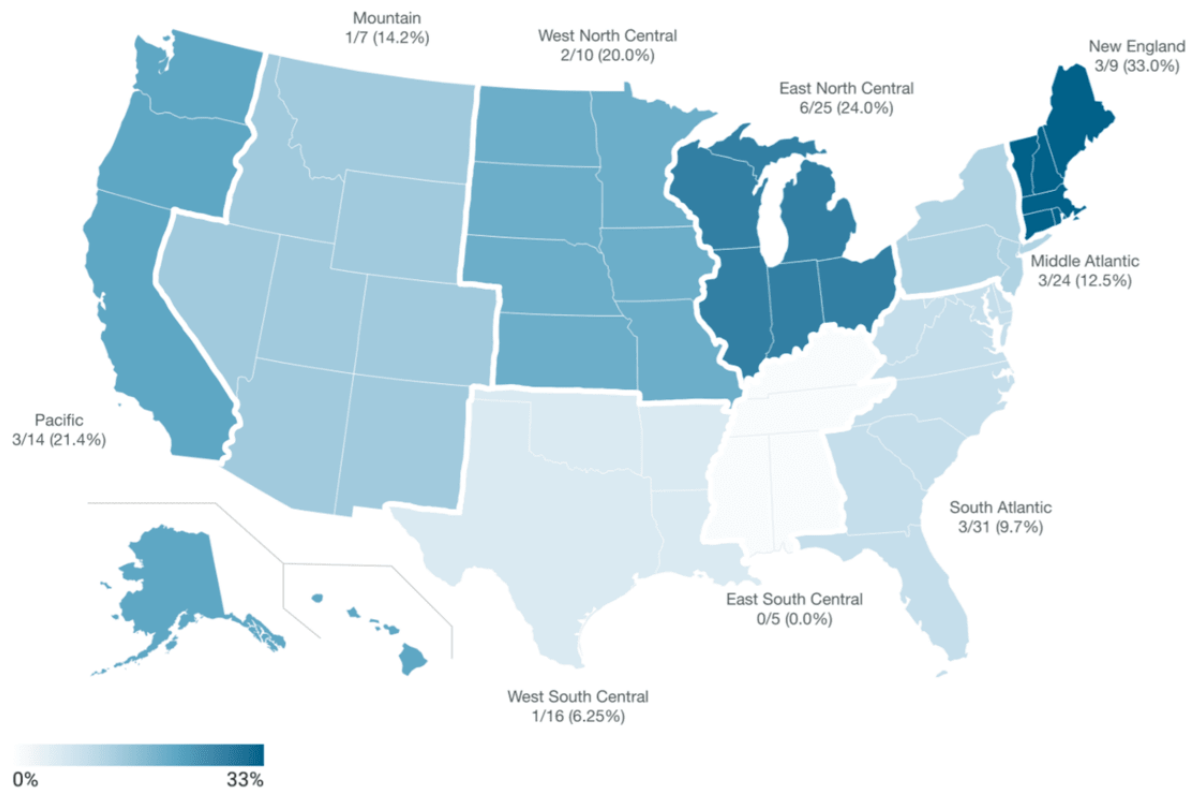 Mountain
1/7 (14.2%)
West North Central
2/10 (20.0%)
New England
3/9 (33.0%)
East North Central
6/25 (24.0%)
Middle Atlantic
3/24 (12.5%)
Pacific
3/14 (21.4%)
South Atlantic
3/31 (9.7%)
East South Central
0/5 (0.0%)
West South Central
1/16 (6.25%)
0%
33%